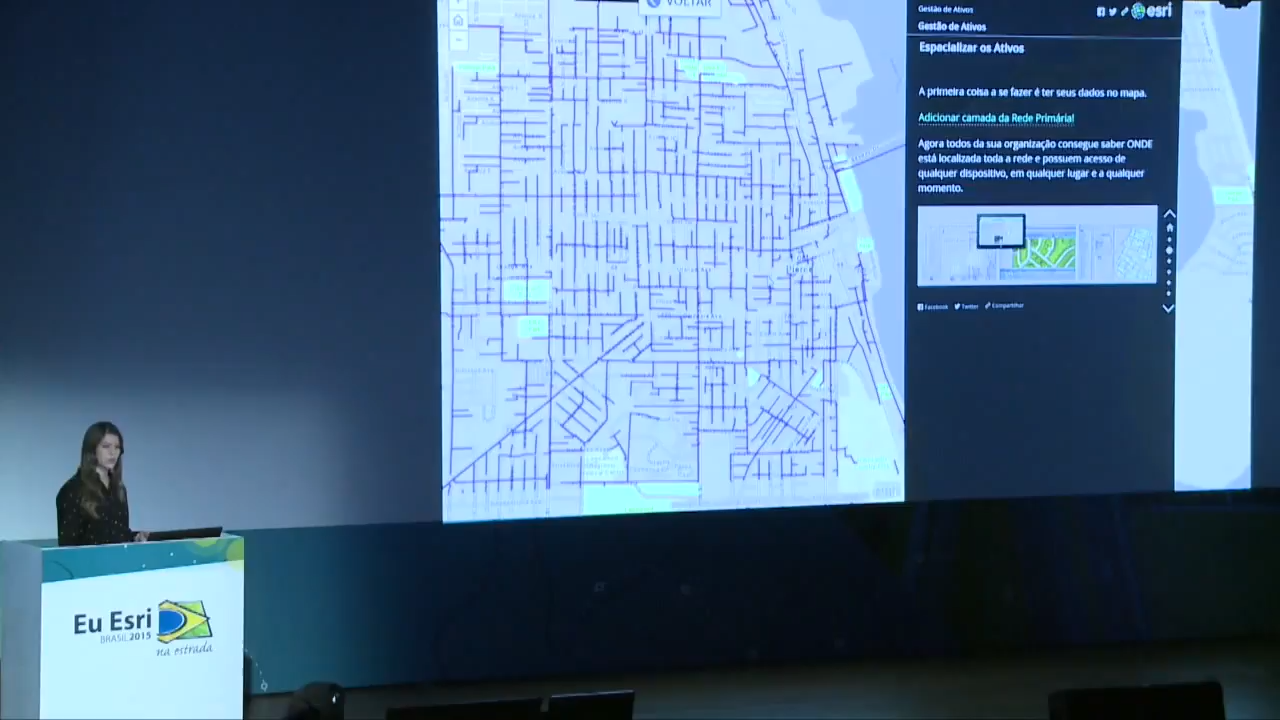 VOLTAR
Gestão de Ativos
esri
Gestão de Ativos
Espacializar os Ativos
A primeira coisa a se fazer é ter seus dados no mapa.
Adicionar camada da Rede Primária!
Agora todos da sua organização consegue saber ONDE
está localizada toda a rede e possuem acesso de
qualquer dispositivo, em qualquer lugar e a qualquer
momento.
Facebook Twitter Compartilhar
Eu Esri
BRASIL 2015
na estrada